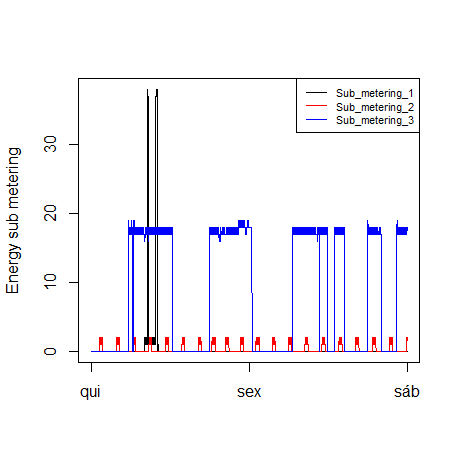 Sub_metering_1
Sub_metering_2
Sub_metering_3
Energy sub metering
30
20
10
0
qui sex sáb